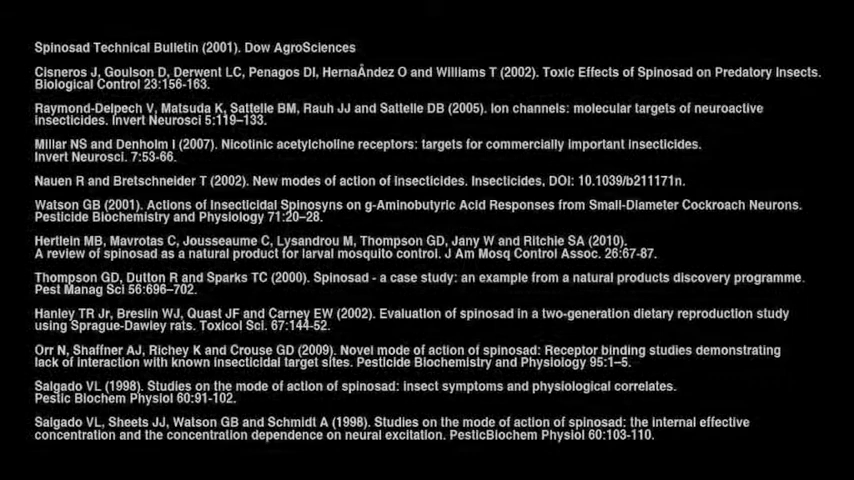 Spinosad Technical Bulletin (2001). Dow AgroSciences
Cisneros J, Goulson D, Derwent LC, Penagos DI, HernaÅndez O and Williams T (2002). Toxic Effects of Spinosad on Predatory Insects.
Biological Control 23:156-163.
Raymond-Delpech V, Matsuda K, Sattelle BM, Rauh JJ and Sattelle DB (2005). Ion channels: molecular targets of neuroactive
insecticides. Invert Neurosci 5:119–133.
Millar NS and Denholm I (2007). Nicotinic acetylcholine receptors: targets for commercially important insecticides.
Invert Neurosci. 7:53-66.
Nauen R and Bretschneider T (2002). New modes of action of insecticides. Insecticides, DOI: 10.1039/b211171n.
Watson GB (2001). Actions of Insecticidal Spinosyns on g-Aminobutyric Acid Responses from Small-Diameter Cockroach Neurons.
Pesticide Biochemistry and Physiology 71:20–28.
Hertlein MB, Mavrotas C, Jousseaume C, Lysandrou M, Thompson GD, Jany W and Ritchie SA (2010).
A review of spinosad as a natural product for larval mosquito control. J Am Mosq Control Assoc. 26:67-87.
Thompson GD, Dutton R and Sparks TC (2000). Spinosad - a case study: an example from a natural products discovery programme.
Pest Manag Sci 56:696–702.
Hanley TR Jr, Breslin WJ, Quast JF and Carney EW (2002). Evaluation of spinosad in a two-generation dietary reproduction study
using Sprague-Dawley rats. Toxicol Sci. 67:144-52.
Orr N, Shaffner AJ, Richey K and Crouse GD (2009). Novel mode of action of spinosad: Receptor binding studies demonstrating
lack of interaction with known insecticidal target sites. Pesticide Biochemistry and Physiology 95:1–5.
Salgado VL (1998). Studies on the mode of action of spinosad: insect symptoms and physiological correlates.
Pestic Biochem Physiol 60:91-102.
Salgado VL, Sheets JJ, Watson GB and Schmidt A (1998). Studies on the mode of action of spinosad: the internal effective
concentration and the concentration dependence on neural excitation. PesticBiochem Physiol 60:103-110.